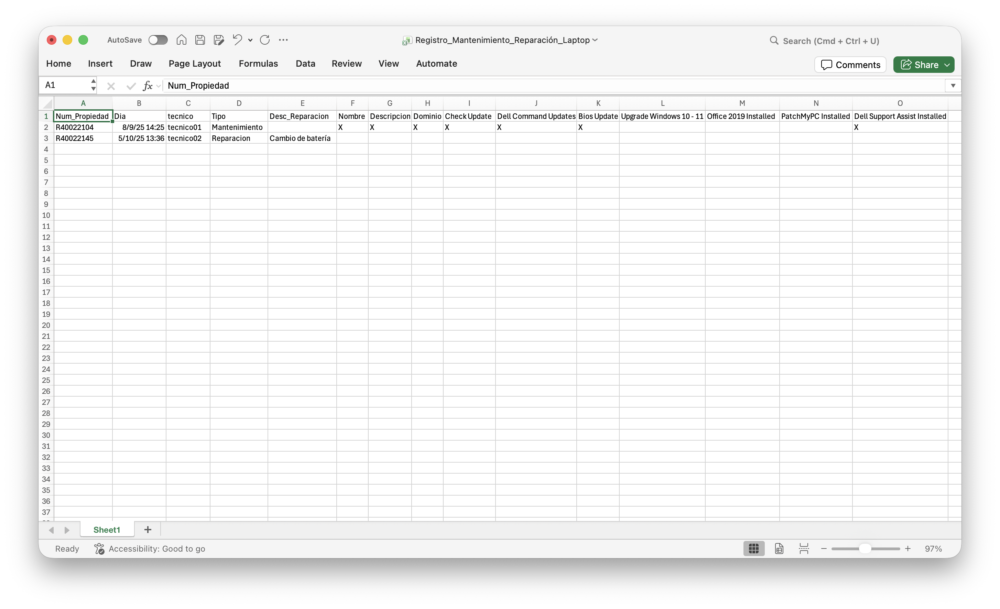 AutoSave
Registro_Mantenimiento_Reparación_Laptop
Search (Cmd + Ctrl + U)
Home Insert Draw Page Layout Formulas Data Review View Automate
Comments Share
A1 fx Num_Propiedad
A B C D E F G H I J K L M N O
1 Num_Propiedad Dia tecnico Tipo Desc_Reparacion Nombre Descripcion Dominio Check Update Dell Command Updates Bios Update Upgrade Windows 10 - 11 Office 2019 Installed PatchMyPC Installed Dell Support Assist Installed
2 R40022104 8/9/25 14:25 tecnico01 Mantenimiento X X X X X X X
3 R40022145 5/10/25 13:36 tecnico02 Reparacion Cambio de batería
4
5
6
7
8
9
10
11
12
13
14
15
16
17
18
19
20
21
22
23
24
25
26
27
28
29
30
31
32
33
34
35
36
37
Sheet1
Ready Accessibility: Good to go 97%